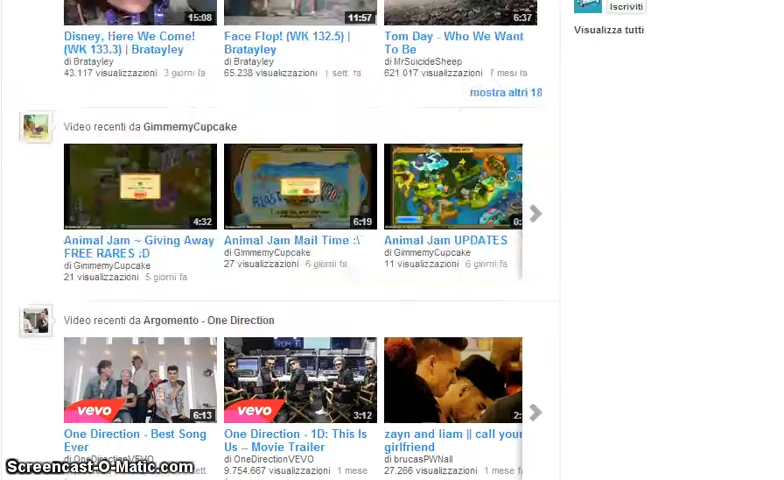 15:08
11:57
6:37
Iscriviti
Disney, Here We Come!
(WK 133.3) | Bratayley
di Bratayley
43.117 visualizzazioni 3 giorni fa
Face Flop! (WK 132.5) |
Bratayley
di Bratayley
65.238 visualizzazioni 1 sett. fa
Tom Day - Who We Want
To Be
di MrSuicideSheep
621.017 visualizzazioni 1 mese fa
Visualizza tutti
mostra altri 18
Video recenti da GimmemyCupcake
4:32
6:19
0:
Animal Jam ~ Giving Away
FREE RARES :D
di GimmemyCupcake
21 visualizzazioni 5 giorni fa
Animal Jam Mail Time :\
di GimmemyCupcake
27 visualizzazioni 6 giorni fa
Animal Jam UPDATES
di GimmemyCupcake
11 visualizzazioni 6 giorni fa
Video recenti da Argomento - One Direction
vevo
6:13
vevo
3:12
2:
One Direction - Best Song
Ever
di OneDirectionVEVO
sett.
One Direction - 1D: This Is
Us -- Movie Trailer
di OneDirectionVEVO
9.754.667 visualizzazioni 1 mese
zayn and liam || call your
girlfriend
di brucasPWNall
27.266 visualizzazioni 1 mese fa
Screencast-O-Matic.com